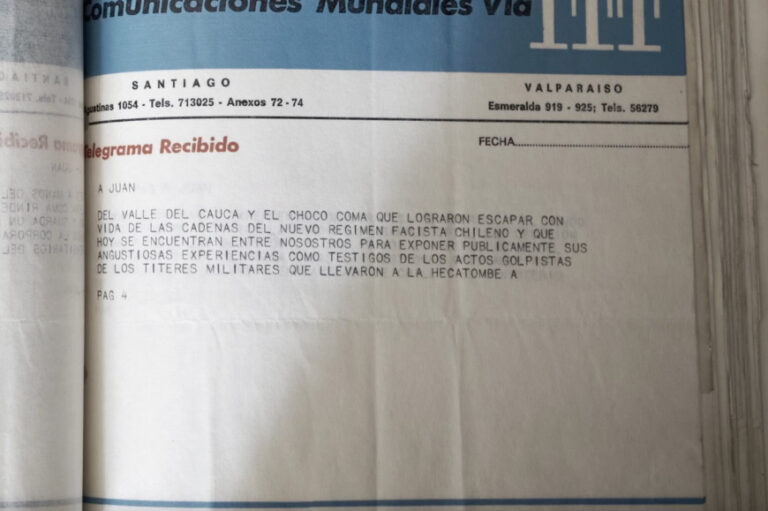 Comunicaciones Mundiales Vía ITT
SANTIAGO
Agustinas 1054 - Tels. 713025 - Anexos 72 - 74
VALPARAISO
Esmeralda 919 - 925; Tels. 56279
Telegrama Recibido
FECHA
A JUAN
DEL VALLE DEL CAUCA Y EL CHOCO COMA QUE LOGRARON ESCAPAR CON
VIDA DE LAS CADENAS DEL NUEVO REGIMEN FACISTA CHILENO Y QUE
HOY SE ENCUENTRAN ENTRE NOSOSTROS PARA EXPONER PUBLICAMENTE SUS
ANGUSTIOSAS EXPERIENCIAS COMO TESTIGOS DE LOS ACTOS GOLPISTAS
DE LOS TITERES MILITARES QUE LLEVARON A LA HECATOMBE A
PAG 4